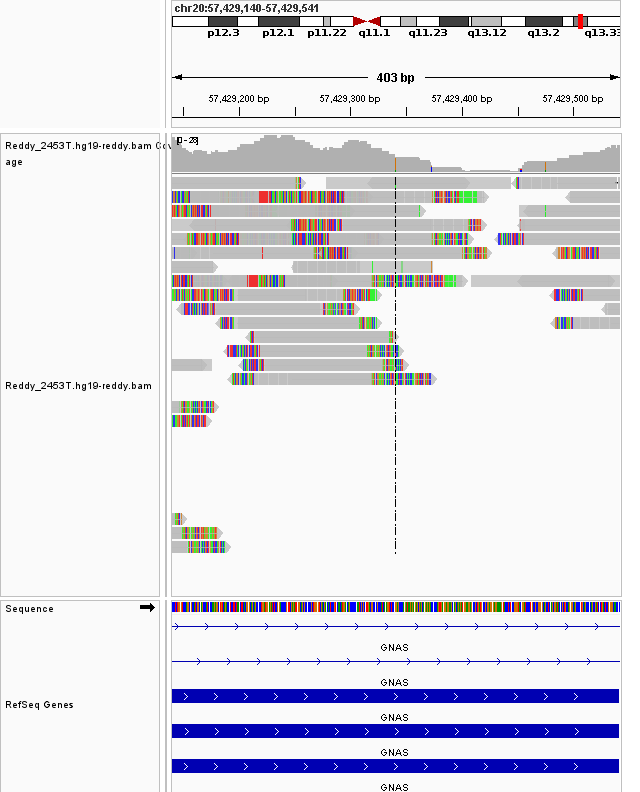 chr20:57,429,140-57,429,541
p12.3 p12.1 p11.22 q11.1 q11.23 q13.12 q13.2 q13.33
403 bp
57,429,200 bp 57,429,300 bp 57,429,400 bp 57,429,500 bp
Reddy_2453T.hg19-reddy.bam Cov
age
[0-28]
Reddy_2453T.hg19-reddy.bam
Sequence
GNAS
GNAS
RefSeq Genes
GNAS
GNAS
GNAS